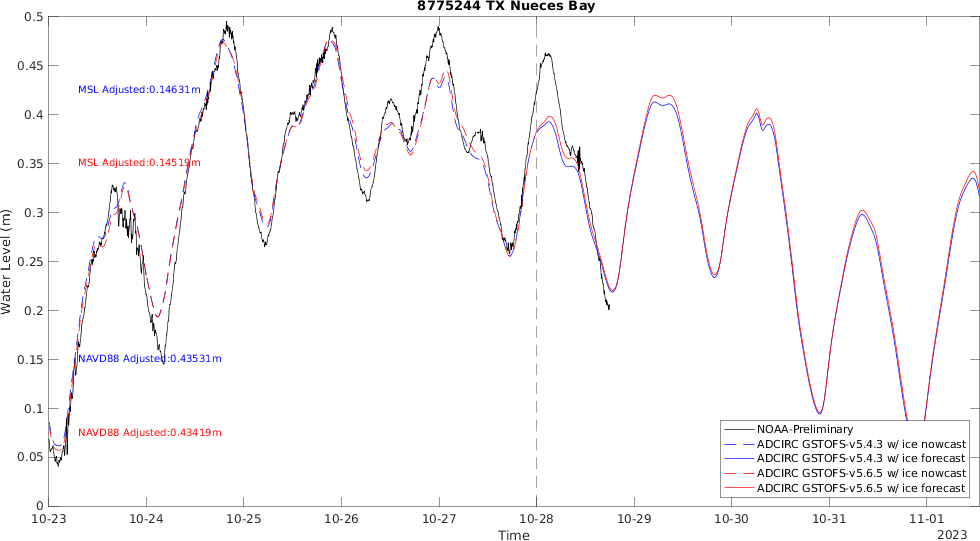 8775244 TX Nueces Bay
Water Level (m)
0.5
0.45
0.4
0.35
0.3
0.25
0.2
0.15
0.1
0.05
0
MSL Adjusted:0.14631m
MSL Adjusted:0.14519m
NAVD88 Adjusted:0.43531m
NAVD88 Adjusted:0.43419m
NOAA-Preliminary
ADCIRC GSTOFS-v5.4.3 w/ ice nowcast
ADCIRC GSTOFS-v5.4.3 w/ ice forecast
ADCIRC GSTOFS-v5.6.5 w/ ice nowcast
ADCIRC GSTOFS-v5.6.5 w/ ice forecast
10-23 10-24 10-25 10-26 10-27 10-28 10-29 10-30 10-31 11-01
Time
2023